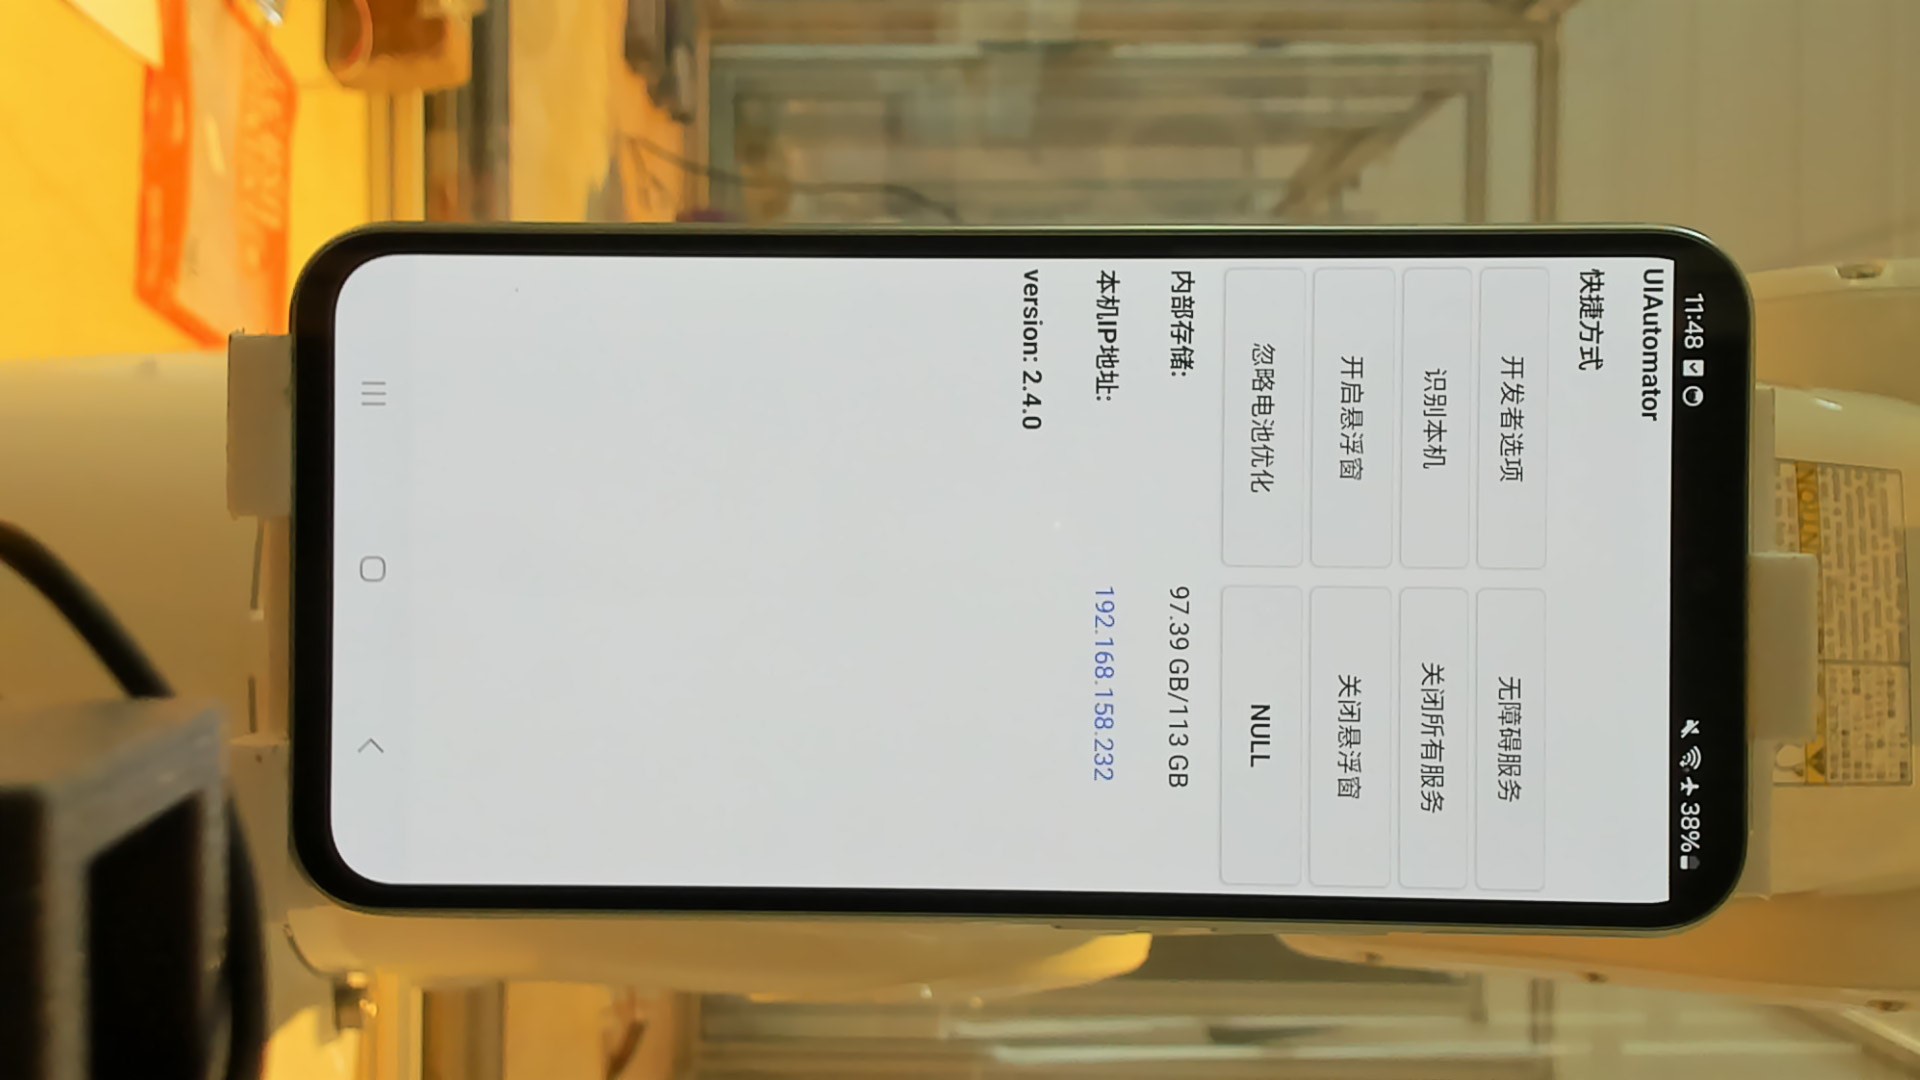 11:48
38%
UIAutomator
快捷方式
开发者选项 无障碍服务
识别本机 关闭所有服务
开启悬浮窗 关闭悬浮窗
忽略电池优化 NULL
内部存储: 97.39 GB/113 GB
本机IP地址: 192.168.158.232
version: 2.4.0